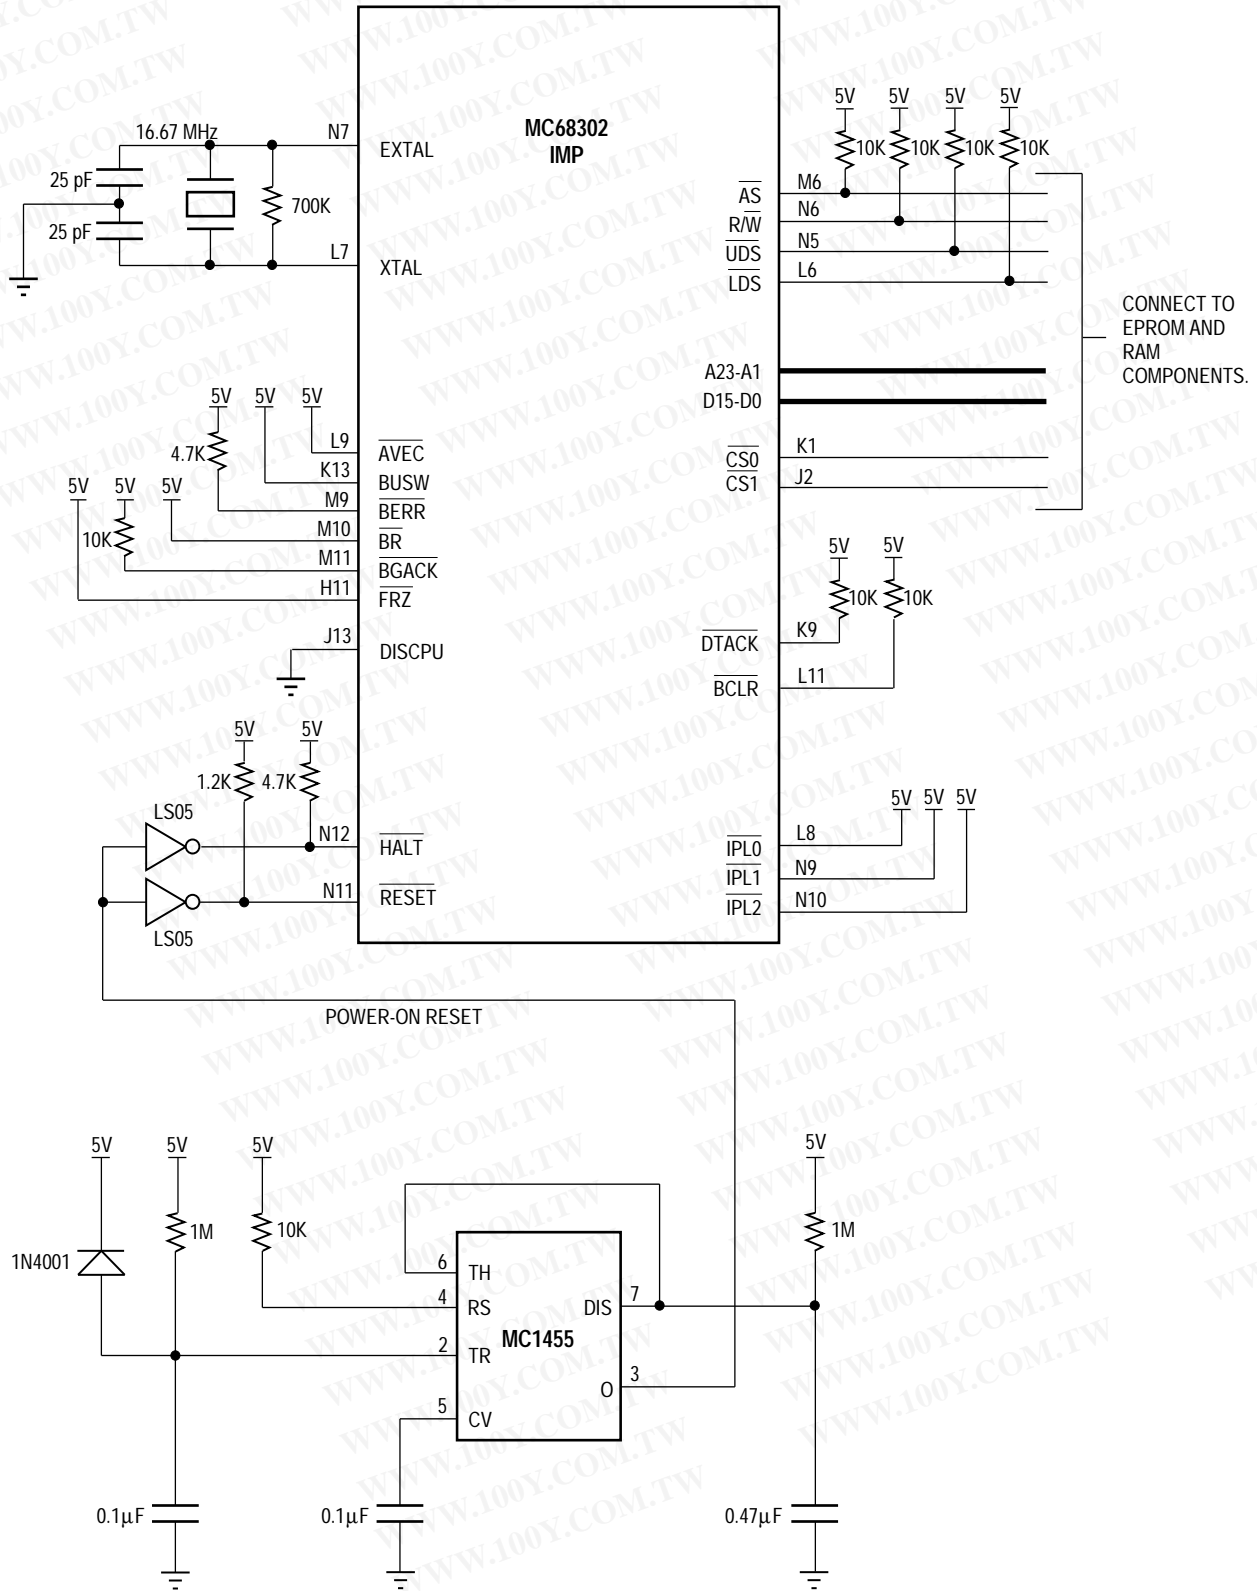 MC68302
IMP
16.67 MHz
25 pF
25 pF
700K
N7
EXTAL
L7
XTAL
5V
5V
5V
5V
10K
10K
10K
10K
AS
M6
R/W
N6
UDS
N5
LDS
L6
CONNECT TO
EPROM AND
RAM
COMPONENTS.
A23-A1
D15-D0
CS0
K1
CS1
J2
5V
5V
5V
4.7K
L9
AVEC
K13
BUSW
M9
BERR
5V
5V
5V
10K
M10
BR
M11
BGACK
H11
FRZ
J13
DISCPU
5V
5V
10K
10K
DTACK
K9
BCLR
L11
5V
5V
1.2K
4.7K
LS05
N12
HALT
N11
RESET
LS05
5V
5V
5V
IPL0
L8
IPL1
N9
IPL2
N10
POWER-ON RESET
5V
5V
5V
5V
1N4001
1M
10K
1M
MC1455
6
TH
4
RS
2
TR
5
CV
DIS
7
O
3
0.1µF
0.1µF
0.47µF
WWW.100Y.COM.TW